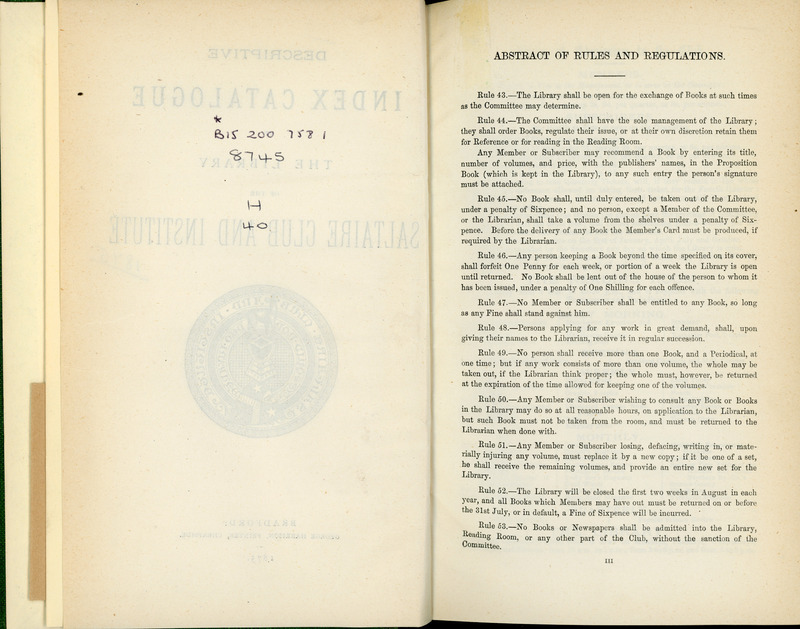 *
B15 200 758 1
8745
H
40
DESCRIPTIVE
INDEX CATALOGUE
THE LIBRARY
SALTAIRE CLUB AND INSTITUTE
BRADFORD:
ABSTRACT OF RULES AND REGULATIONS.
Rule 43.—The Library shall be open for the exchange of Books at such times
as the Committee may determine.
Rule 44.—The Committee shall have the sole management of the Library;
they shall order Books, regulate their issue, or at their own discretion retain them
for Reference or for reading in the Reading Room.
Any Member or Subscriber may recommend a Book by entering its title,
number of volumes, and price, with the publishers' names, in the Proposition
Book (which is kept in the Library), to any such entry the person's signature
must be attached.
Rule 45.—No Book shall, until duly entered, be taken out of the Library,
under a penalty of Sixpence; and no person, except a Member of the Committee,
or the Librarian, shall take a volume from the shelves under a penalty of Six-
pence. Before the delivery of any Book the Member's Card must be produced, if
required by the Librarian.
Rule 46.—Any person keeping a Book beyond the time specified on its cover,
shall forfeit One Penny for each week, or portion of a week the Library is open
until returned. No Book shall be lent out of the house of the person to whom it
has been issued, under a penalty of One Shilling for each offence.
Rule 47.—No Member or Subscriber shall be entitled to any Book, so long
as any Fine shall stand against him.
Rule 48.—Persons applying for any work in great demand, shall, upon
giving their names to the Librarian, receive it in regular succession.
Rule 49.—No person shall receive more than one Book, and a Periodical, at
one time; but if any work consists of more than one volume, the whole may be
taken out, if the Librarian think proper; the whole must, however, be returned
at the expiration of the time allowed for keeping one of the volumes.
Rule 50.—Any Member or Subscriber wishing to consult any Book or Books
in the Library may do so at all reasonable hours, on application to the Librarian,
but such Book must not be taken from the room, and must be returned to the
Librarian when done with.
Rule 51.—Any Member or Subscriber losing, defacing, writing in, or mate-
rially injuring any volume, must replace it by a new copy; if it be one of a set,
he shall receive the remaining volumes, and provide an entire new set for the
Library.
Rule 52.—The Library will be closed the first two weeks in August in each
year, and all Books which Members may have out must be returned on or before
the 31st July, or in default, a Fine of Sixpence will be incurred.
Rule 53.—No Books or Newspapers shall be admitted into the Library,
Reading Room, or any other part of the Club, without the sanction of the
Committee.
III